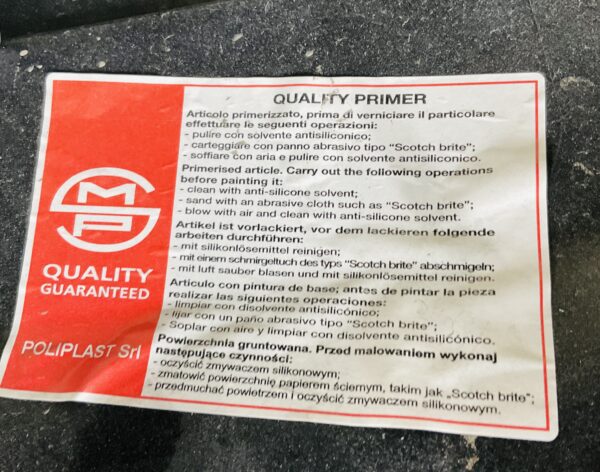 QUALITY PRIMER
Articolo primerizzato, prima di verniciare il particolare
effettuare le seguenti operazioni:
- pulire con solvente antisiliconico;
- carteggiare con panno abrasivo tipo "Scotch brite";
- soffiare con aria e pulire con solvente antisiliconico.
Primerised article. Carry out the following operations
before painting it:
- clean with anti-silicone solvent;
- sand with an abrasive cloth such as "Scotch brite";
- blow with air and clean with anti-silicone solvent.
Artikel ist vorlackiert, vor dem lackieren folgende
arbeiten durchführen:
- mit silikonlösemittel reinigen;
- mit einem schmirgeltuch des typs "Scotch brite" abschmigeln;
- mit luft sauber blasen und mit silikonlösemittel reinigen.
Articulo con pintura de base; antes de pintar la pieza
realizar las siguientes operaciones:
- limpiar con disolvente antisilicónico;
- lijar con un paño abrasivo tipo "Scotch brite";
- Soplar con aire y limpiar con disolvente antisilicónico.
Powierzchnia gruntowana. Przed malowaniem wykonaj
następujące czynności:
- oczyścić zmywaczem silikonowym;
- zmatowić powierzchnię papierem ściernym, takim jak „Scotch brite";
- przedmuchać powietrzem i oczyścić zmywaczem silikonowym.
SMP
QUALITY
GUARANTEED
POLIPLAST Srl